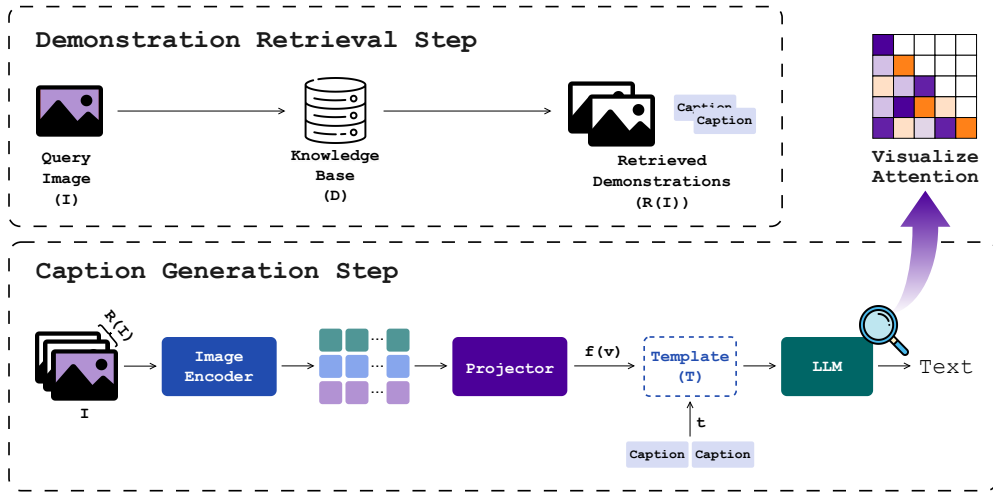 Demonstration Retrieval Step
Query
Image
(I)
Knowledge
Base
(D)
Caption
Caption
Retrieved
Demonstrations
(R(I))
Visualize
Attention
Caption Generation Step
R(I)
I
Image
Encoder
...
...
...
Projector
f(v)
Template
(T)
t
Caption Caption
LLM
Text